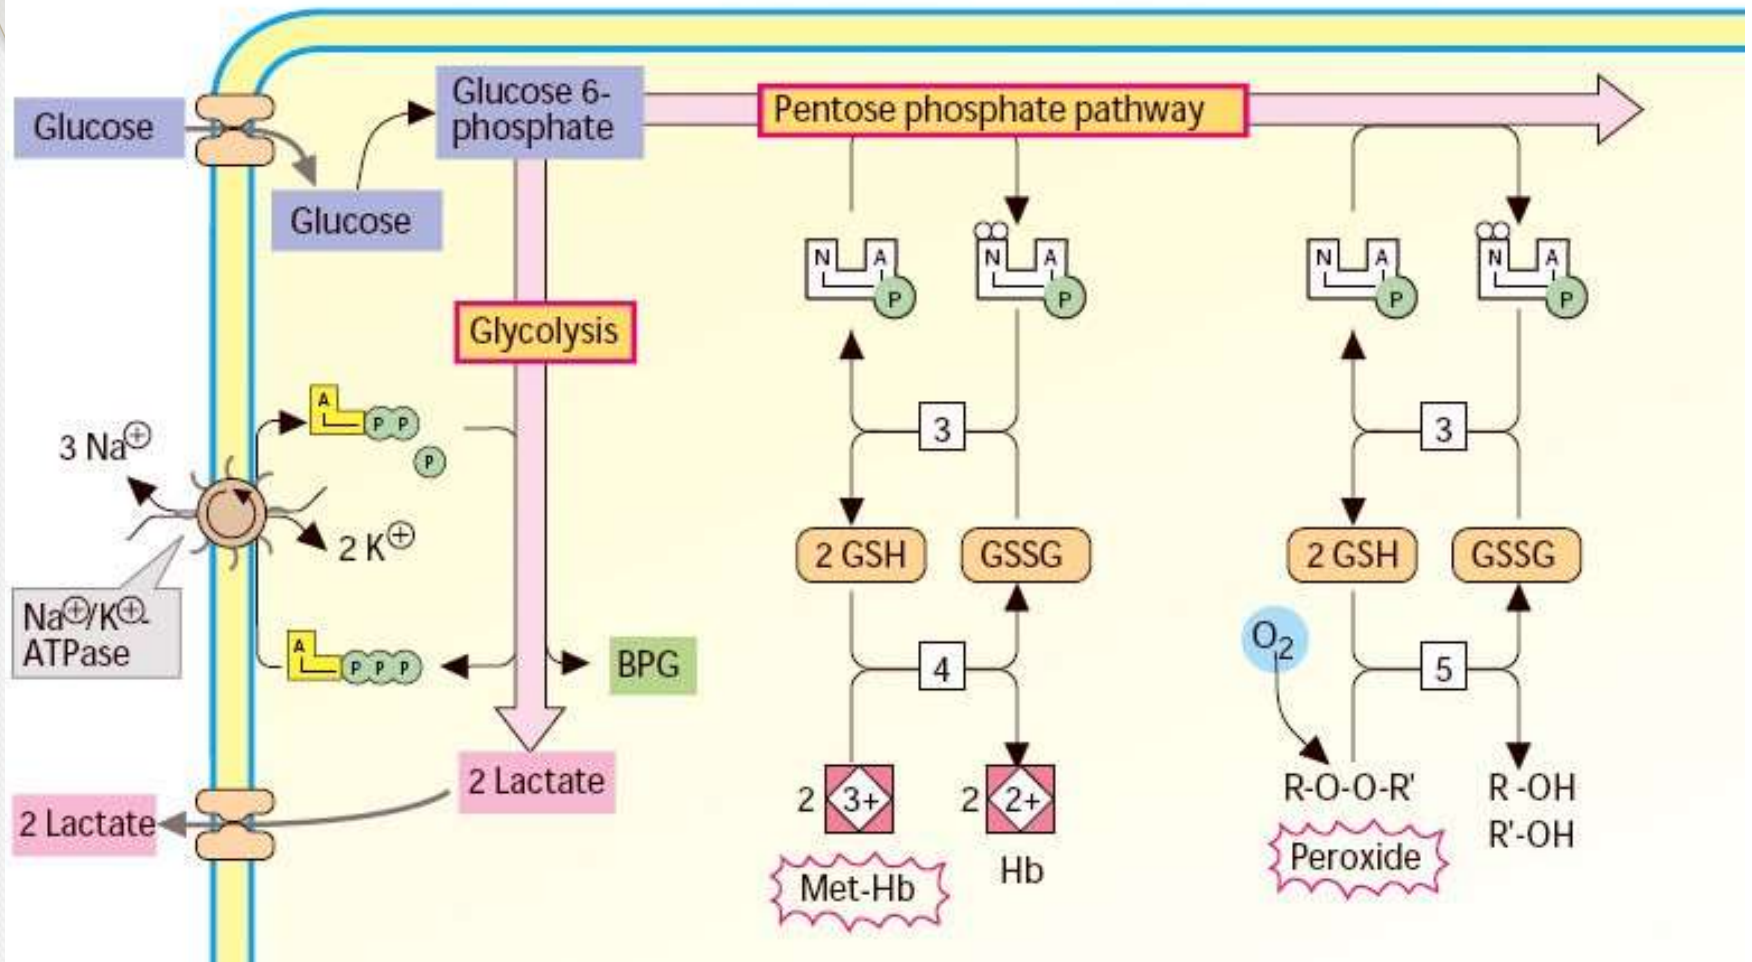 Glucose
Glucose 6-
phosphate
Pentose phosphate pathway
Glucose
N A
P
N A
P
N A
P
N A
P
Glycolysis
A
P P
P
3 Na⊕
3
3
2 K⊕
2 GSH
GSSG
2 GSH
GSSG
Na⊕/K⊕-
ATPase
O₂
A
P P P
BPG
4
5
2 Lactate
2 3+
2 2+
R-O-O-R'
R -OH
2 Lactate
R'-OH
Peroxide
Met-Hb
Hb